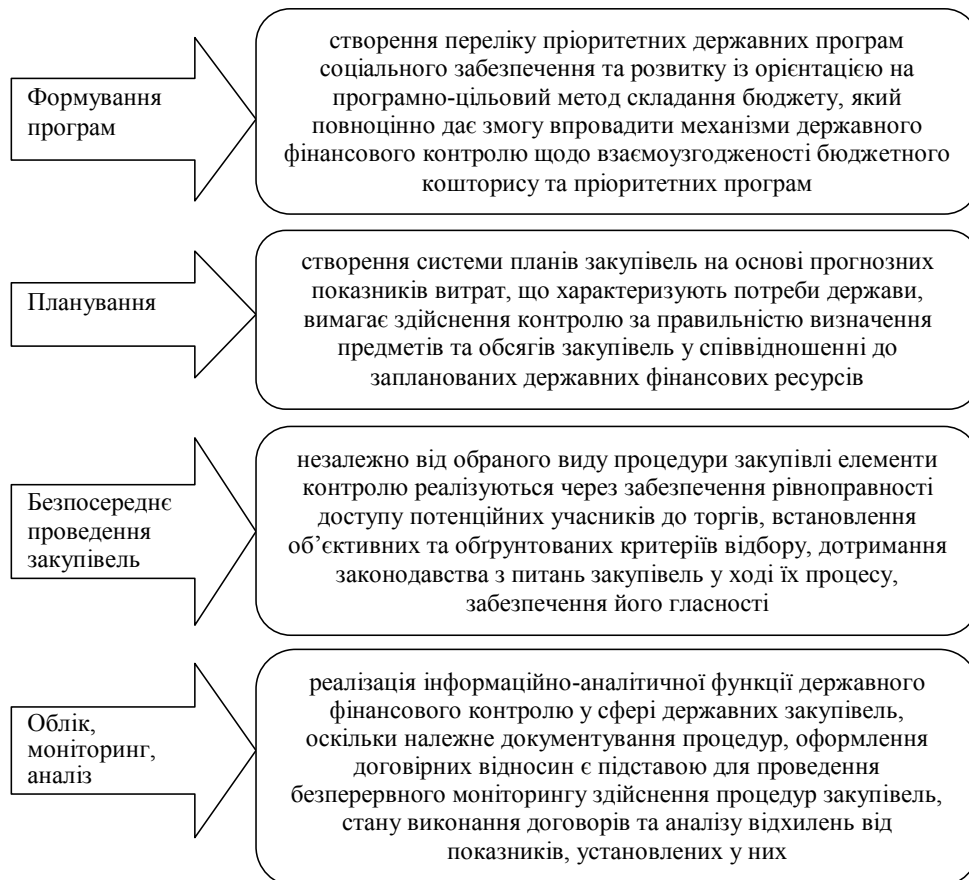 Формування
програм
створення переліку пріоритетних державних програм
соціального забезпечення та розвитку із орієнтацією на
програмно-цільовий метод складання бюджету, який
повноцінно дає змогу впровадити механізми державного
фінансового контролю щодо взаємоузгодженості бюджетного
кошторису та пріоритетних програм
Планування
створення системи планів закупівель на основі прогнозних
показників витрат, що характеризують потреби держави,
вимагає здійснення контролю за правильністю визначення
предметів та обсягів закупівель у співвідношенні до
запланованих державних фінансових ресурсів
Безпосереднє
проведення
закупівель
незалежно від обраного виду процедури закупівлі елементи
контролю реалізуються через забезпечення рівноправності
доступу потенційних учасників до торгів, встановлення
об’єктивних та обґрунтованих критеріїв відбору, дотримання
законодавства з питань закупівель у ході їх процесу,
забезпечення його гласності
Облік,
моніторинг,
аналіз
реалізація інформаційно-аналітичної функції державного
фінансового контролю у сфері державних закупівель,
оскільки належне документування процедур, оформлення
договірних відносин є підставою для проведення
безперервного моніторингу здійснення процедур закупівель,
стану виконання договорів та аналізу відхилень від
показників, установлених у них